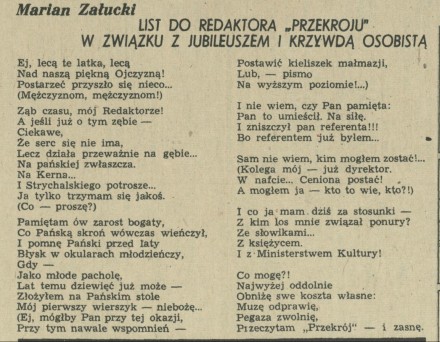 Marian Załucki
LIST DO REDAKTORA „PRZEKROJU"
W ZWIĄZKU Z JUBILEUSZEM I KRZYWDĄ OSOBISTĄ
Ej, lecą te latka, lecą
Nad naszą piękną Ojczyzną!
Postarzeć przyszło się nieco...
(Mężczyznom, mężczyznom!)
Ząb czasu, mój Redaktorze!
A jeśli już o tym zębie —
Ciekawe,
Że serc się nie ima,
Lecz działa przeważnie na gębie...
Na pańskiej zwłaszcza.
Na Kerna...
I Strychalskiego potrosze...
Ja tylko trzymam się jakoś.
(Co — proszę?)
Pamiętam ów zarost bogaty,
Co Pańską skroń wówczas wieńczył,
I pomnę Pański przed laty
Błysk w okularach młodzieńczy,
Gdy —
Jako młode pacholę,
Lat temu dziewięć już może —
Złożyłem na Pańskim stole
Mój pierwszy wierszyk — niebożę...
(Ej, mógłby Pan przy tej okazji,
Przy tym nawale wspomnień —
Postawić kieliszek małmazji,
Lub, — pismo
Na wyższym poziomie!...)
I nie wiem, czy Pan pamięta:
Pan to umieścił. Na siłę.
I zniszczył pan referenta!!!
Bo referentem już byłem...
Sam nie wiem, kim mogłem zostać!...
(Kolega mój — już dyrektor.
W nafcie... Ceniona postać!
A mogłem ja — kto to wie, kto?!)
I co ja mam dziś za stosunki —
Z kim los mnie związać ponury?
Ze słowikami...
Z księżycem.
I z Ministerstwem Kultury!
Co mogę?!
Najwyżej oddolnie
Obniżę swe koszta własne:
Muzę odprawię,
Pegaza zwolnię,
Przeczytam „Przekrój" — i zasnę.